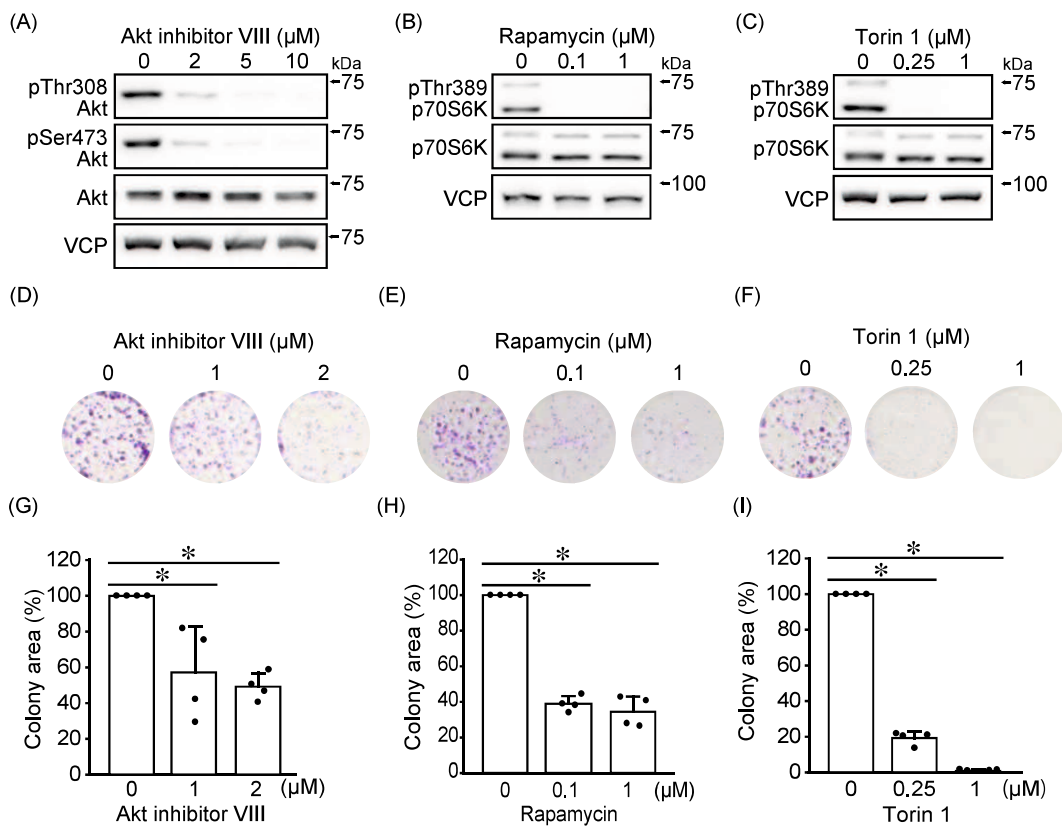 (A)
Akt inhibitor VIII (µM)
0 2 5 10 kDa
pThr308
Akt
75
pSer473
Akt
75
Akt
75
VCP
75
(B)
Rapamycin (µM)
0 0.1 1 kDa
pThr389
p70S6K
75
p70S6K
75
VCP
100
(C)
Torin 1 (µM)
0 0.25 1 kDa
pThr389
p70S6K
75
p70S6K
75
VCP
100
(D)
Akt inhibitor VIII (µM)
0 1 2
(E)
Rapamycin (µM)
0 0.1 1
(F)
Torin 1 (µM)
0 0.25 1
(G)
Colony area (%)
120
100
80
60
40
20
0
* *
0 1 2 (µM)
Akt inhibitor VIII
(H)
Colony area (%)
120
100
80
60
40
20
0
* *
0 0.1 1 (µM)
Rapamycin
(I)
Colony area (%)
120
100
80
60
40
20
0
* *
0 0.25 1 (µM)
Torin 1